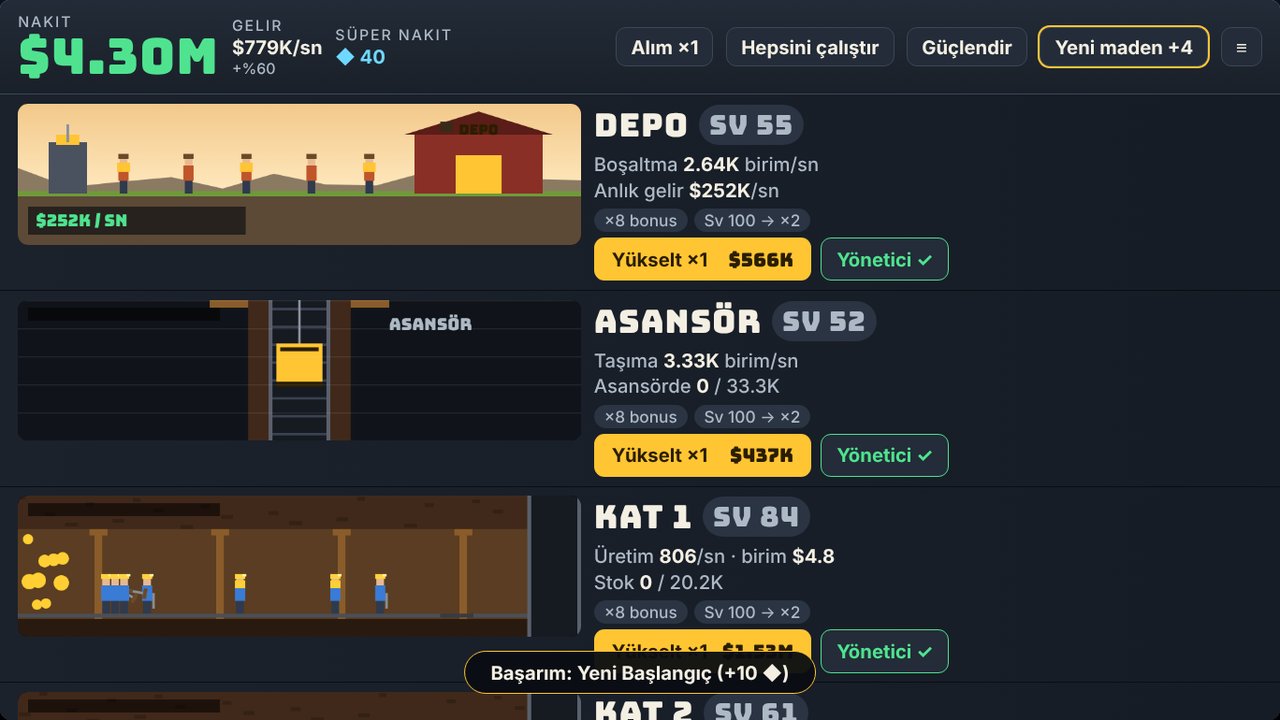 NAKIT
$4.30M
GELIR
$779K/sn
+%60
SÜPER NAKIT
40
Alım ×1
Hepsini çalıştır
Güçlendir
Yeni maden +4
≡
DEPO
$252K / SN
DEPO SV 55
Boşaltma 2.64K birim/sn
Anlık gelir $252K/sn
×8 bonus
Sv 100 → ×2
Yükselt ×1 $566K
Yönetici ✓
ASANSÖR
ASANSÖR SV 52
Taşıma 3.33K birim/sn
Asansörde 0 / 33.3K
×8 bonus
Sv 100 → ×2
Yükselt ×1 $437K
Yönetici ✓
KAT 1 SV 84
Üretim 806/sn · birim $4.8
Stok 0 / 20.2K
×8 bonus
Sv 100 → ×2
Yükselt ×1 $1.53M
Yönetici ✓
Başarım: Yeni Başlangıç (+10 ◆)
KAT 2 SV 61